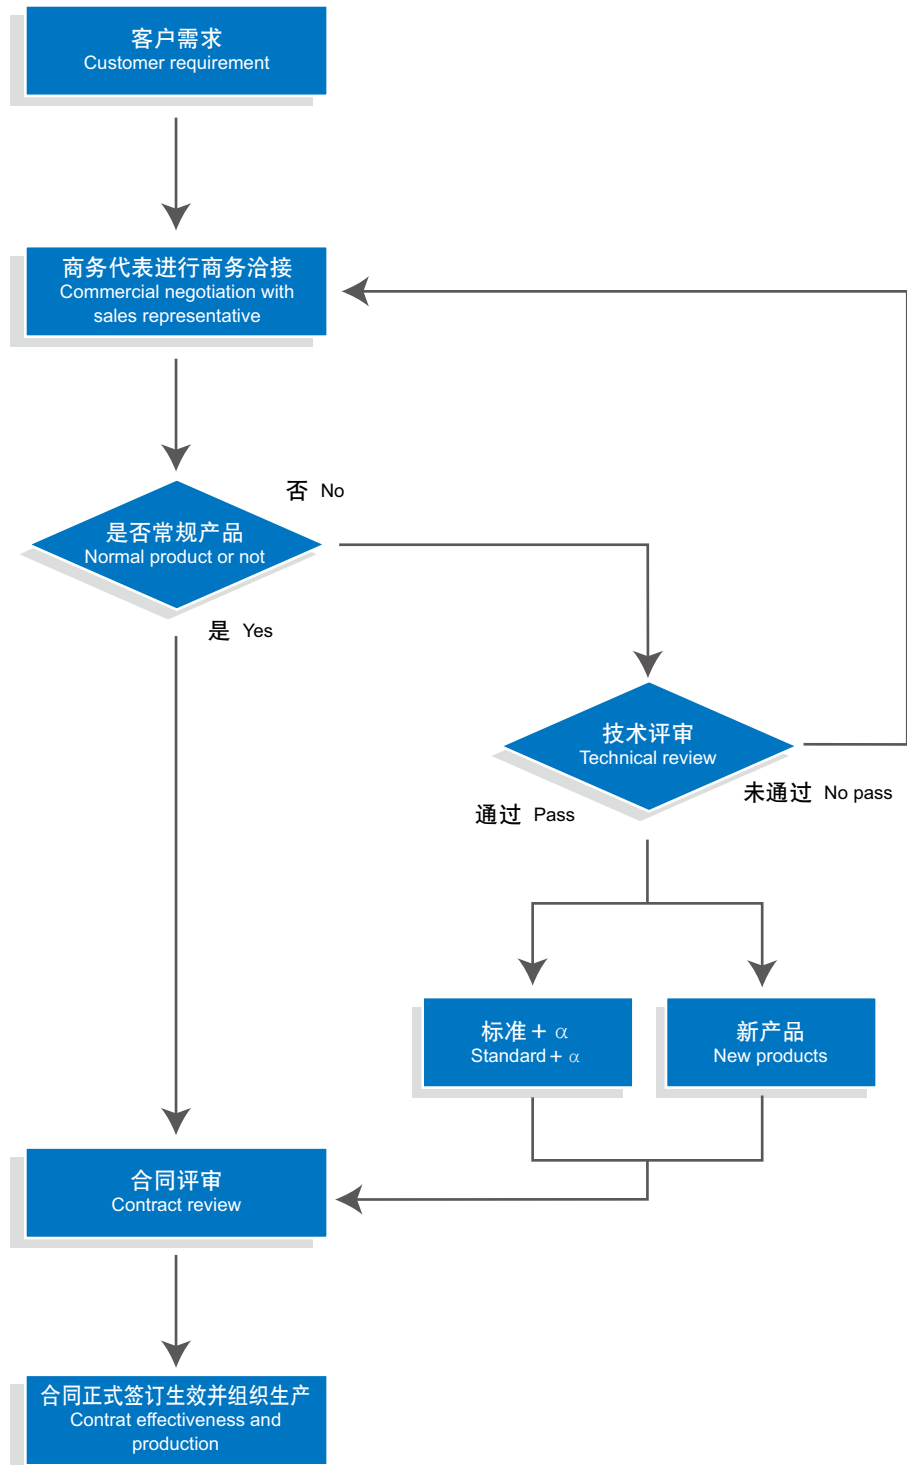 客户需求
Customer requirement
商务代表进行商务洽接
Commercial negotiation with
sales representative
否 No
是否常规产品
Normal product or not
是 Yes
技术评审
Technical review
未通过 No pass
通过 Pass
标准 + α
Standard + α
新产品
New products
合同评审
Contract review
合同正式签订生效并组织生产
Contrat effectiveness and
production